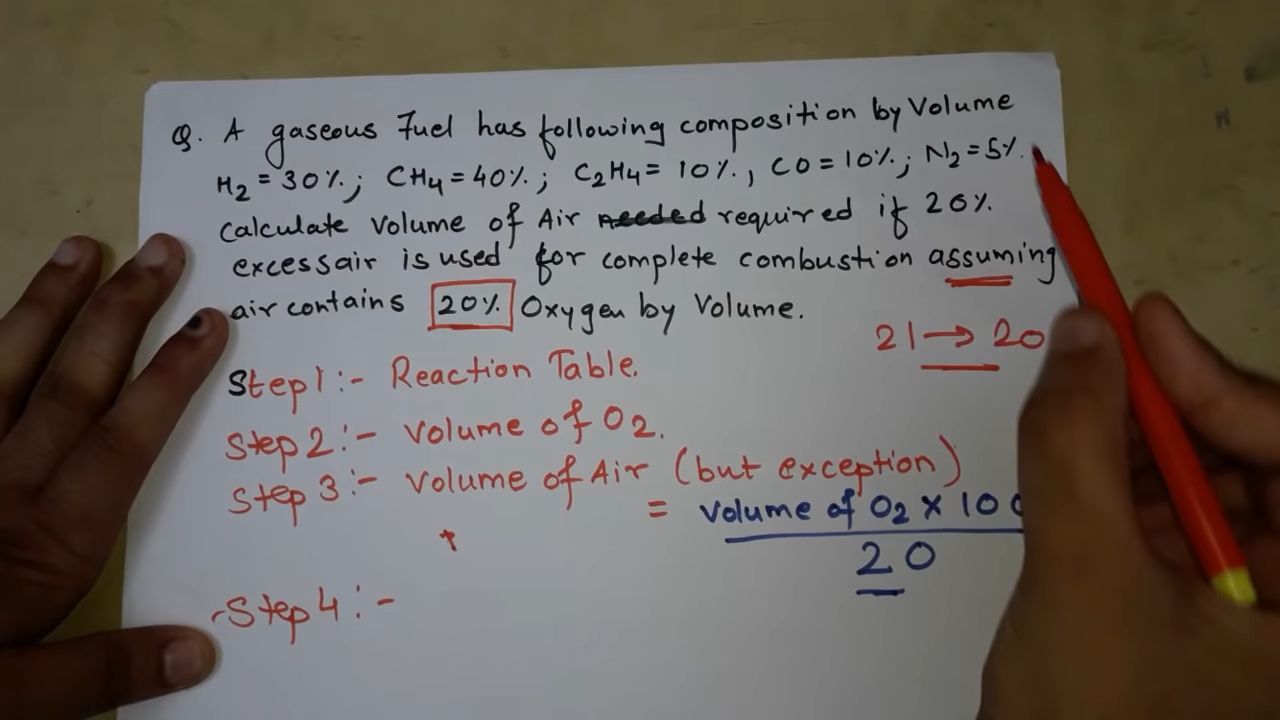 Q. A gaseous Fuel has following composition by Volume
H2 = 30%.; CH4 = 40%.; C2H4 = 10%., CO = 10%.; N2 = 5%.
Calculate Volume of Air needed required if 20%.
excess air is used for complete combustion assuming
air contains 20%. Oxygen by Volume.
21 → 20
Step 1 :- Reaction Table.
Step 2 :- Volume of O2.
Step 3 :- Volume of Air (but exception)
= Volume of O2 × 100
20
Step 4 :-